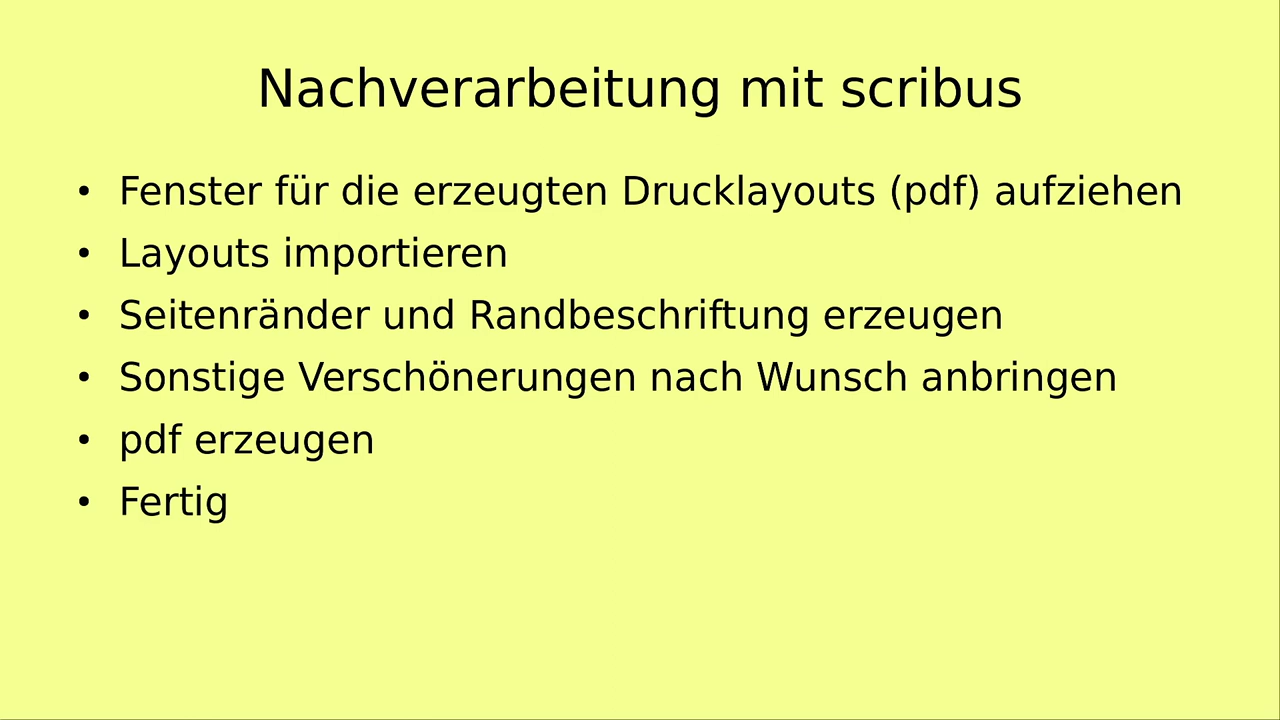 Nachverarbeitung mit scribus
• Fenster für die erzeugten Drucklayouts (pdf) aufziehen
• Layouts importieren
• Seitenränder und Randbeschriftung erzeugen
• Sonstige Verschönerungen nach Wunsch anbringen
• pdf erzeugen
• Fertig